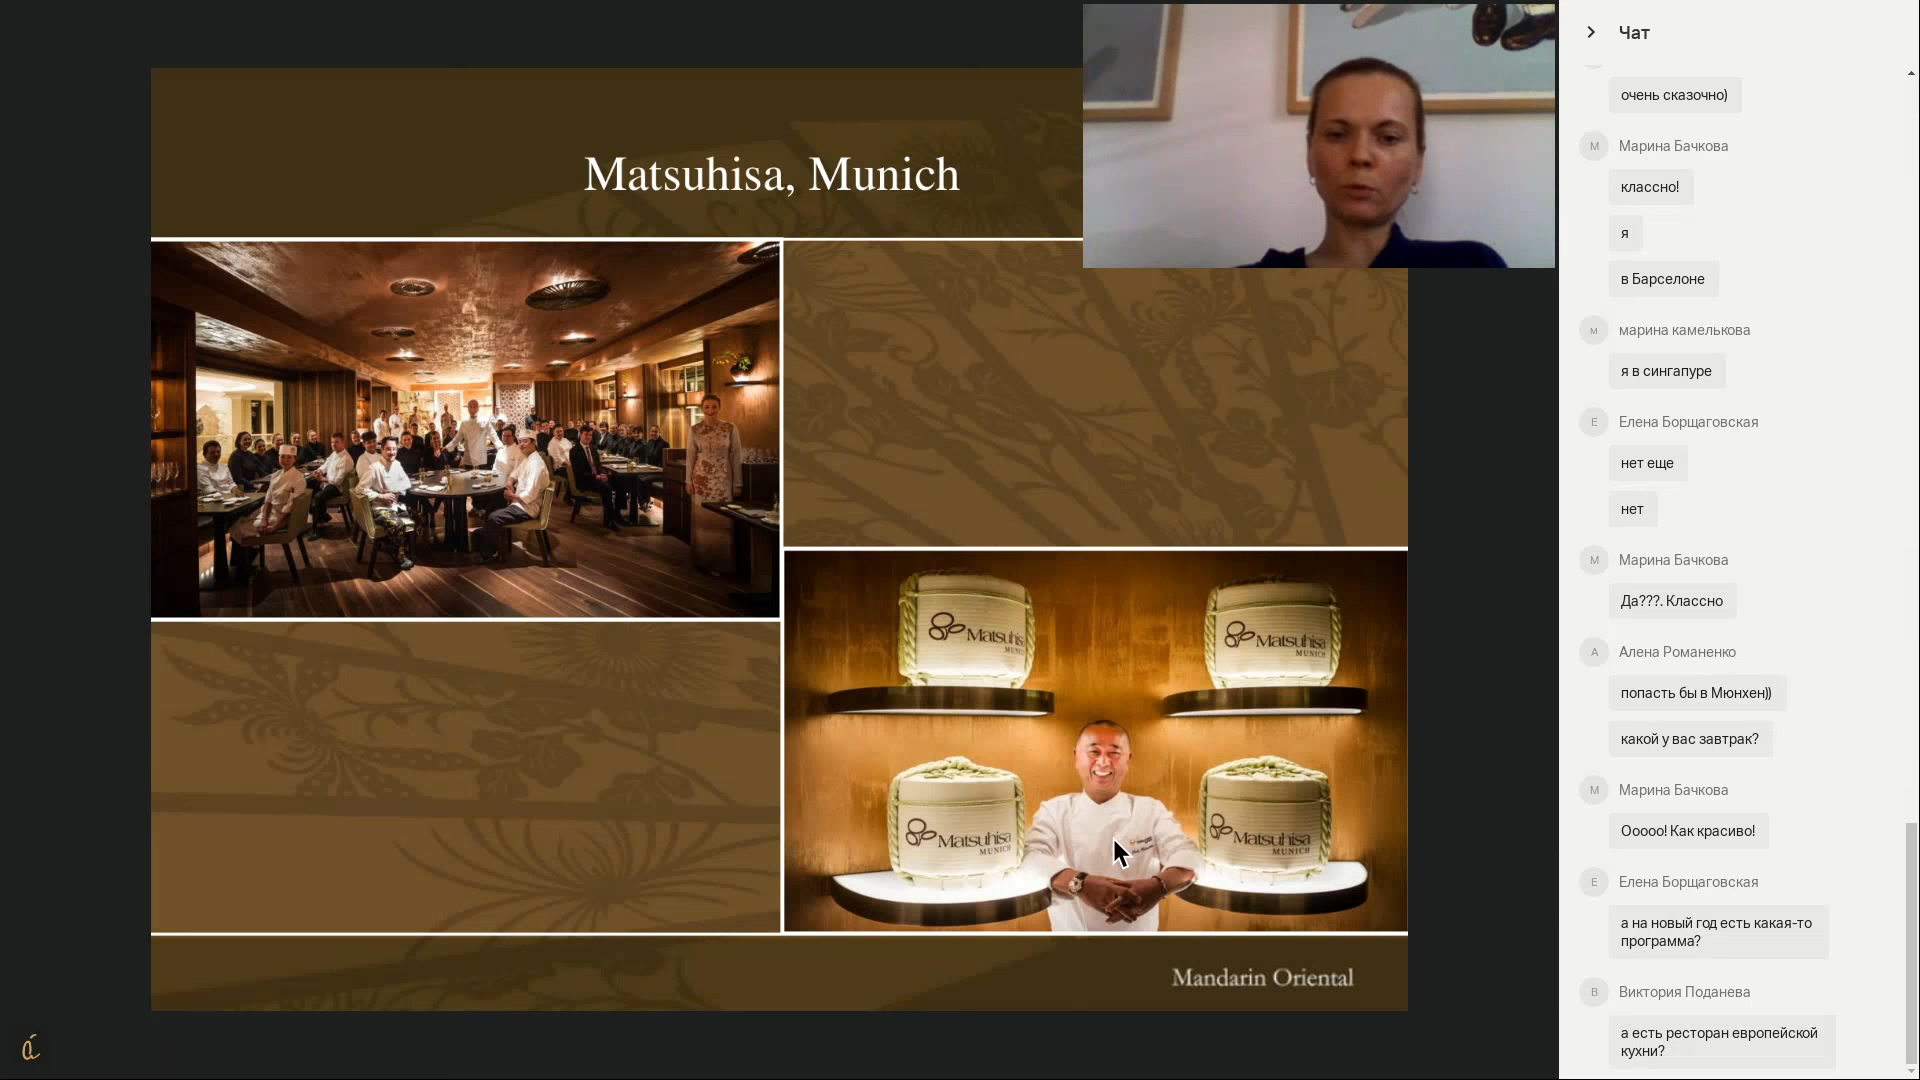 Matsuhisa, Munich
Matsuhisa
MUNICH
Matsuhisa
MUNICH
Matsuhisa
MUNICH
Matsuhisa
MUNICH
Mandarin Oriental
á
Чат
очень сказочно)
М Марина Бачкова
классно!
я
в Барселоне
м марина камелькова
я в сингапуре
Е Елена Борщаговская
нет еще
нет
М Марина Бачкова
Да???. Классно
А Алена Романенко
попасть бы в Мюнхен))
какой у вас завтрак?
М Марина Бачкова
Ооооо! Как красиво!
Е Елена Борщаговская
а на новый год есть какая-то
программа?
В Виктория Поданева
а есть ресторан европейской
кухни?